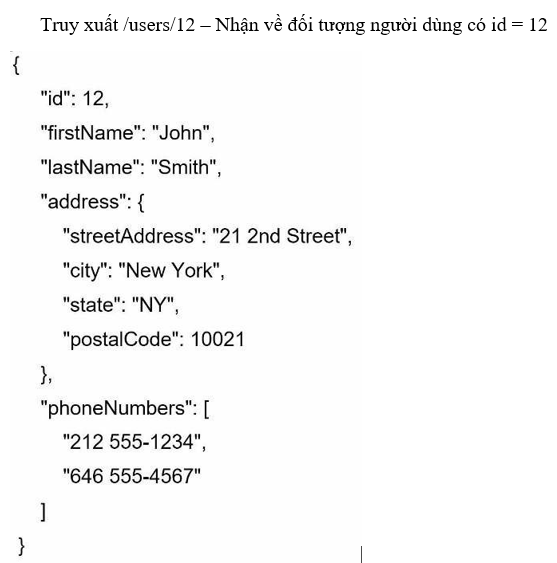 Truy xuất /users/12 – Nhận về đối tượng người dùng có id = 12
{
"id": 12,
"firstName": "John",
"lastName": "Smith",
"address": {
"streetAddress": "21 2nd Street",
"city": "New York",
"state": "NY",
"postalCode": 10021
},
"phoneNumbers": [
"212 555-1234",
"646 555-4567"
]
}